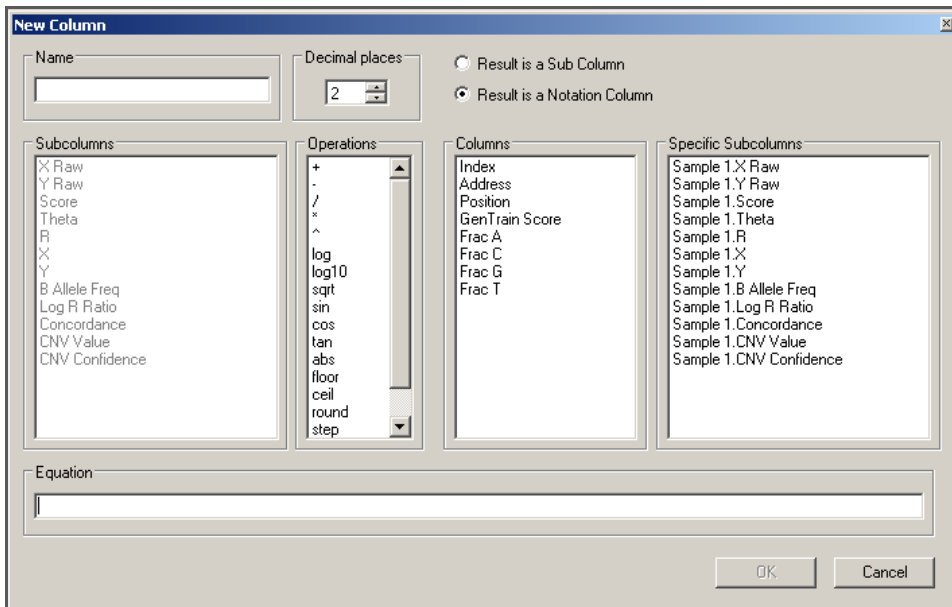 New Column
Name
Decimal places
2
Result is a Sub Column
Result is a Notation Column
Subcolumns
X Raw
Y Raw
Score
Theta
R
X
Y
B Allele Freq
Log R Ratio
Concordance
CNV Value
CNV Confidence
Operations
+
-
/
*
^
log
log10
sqrt
sin
cos
tan
abs
floor
ceil
round
step
Columns
Index
Address
Position
GenTrain Score
Frac A
Frac C
Frac G
Frac T
Specific Subcolumns
Sample 1.X Raw
Sample 1.Y Raw
Sample 1.Score
Sample 1.Theta
Sample 1.R
Sample 1.X
Sample 1.Y
Sample 1.B Allele Freq
Sample 1.Log R Ratio
Sample 1.Concordance
Sample 1.CNV Value
Sample 1.CNV Confidence
Equation
OK
Cancel